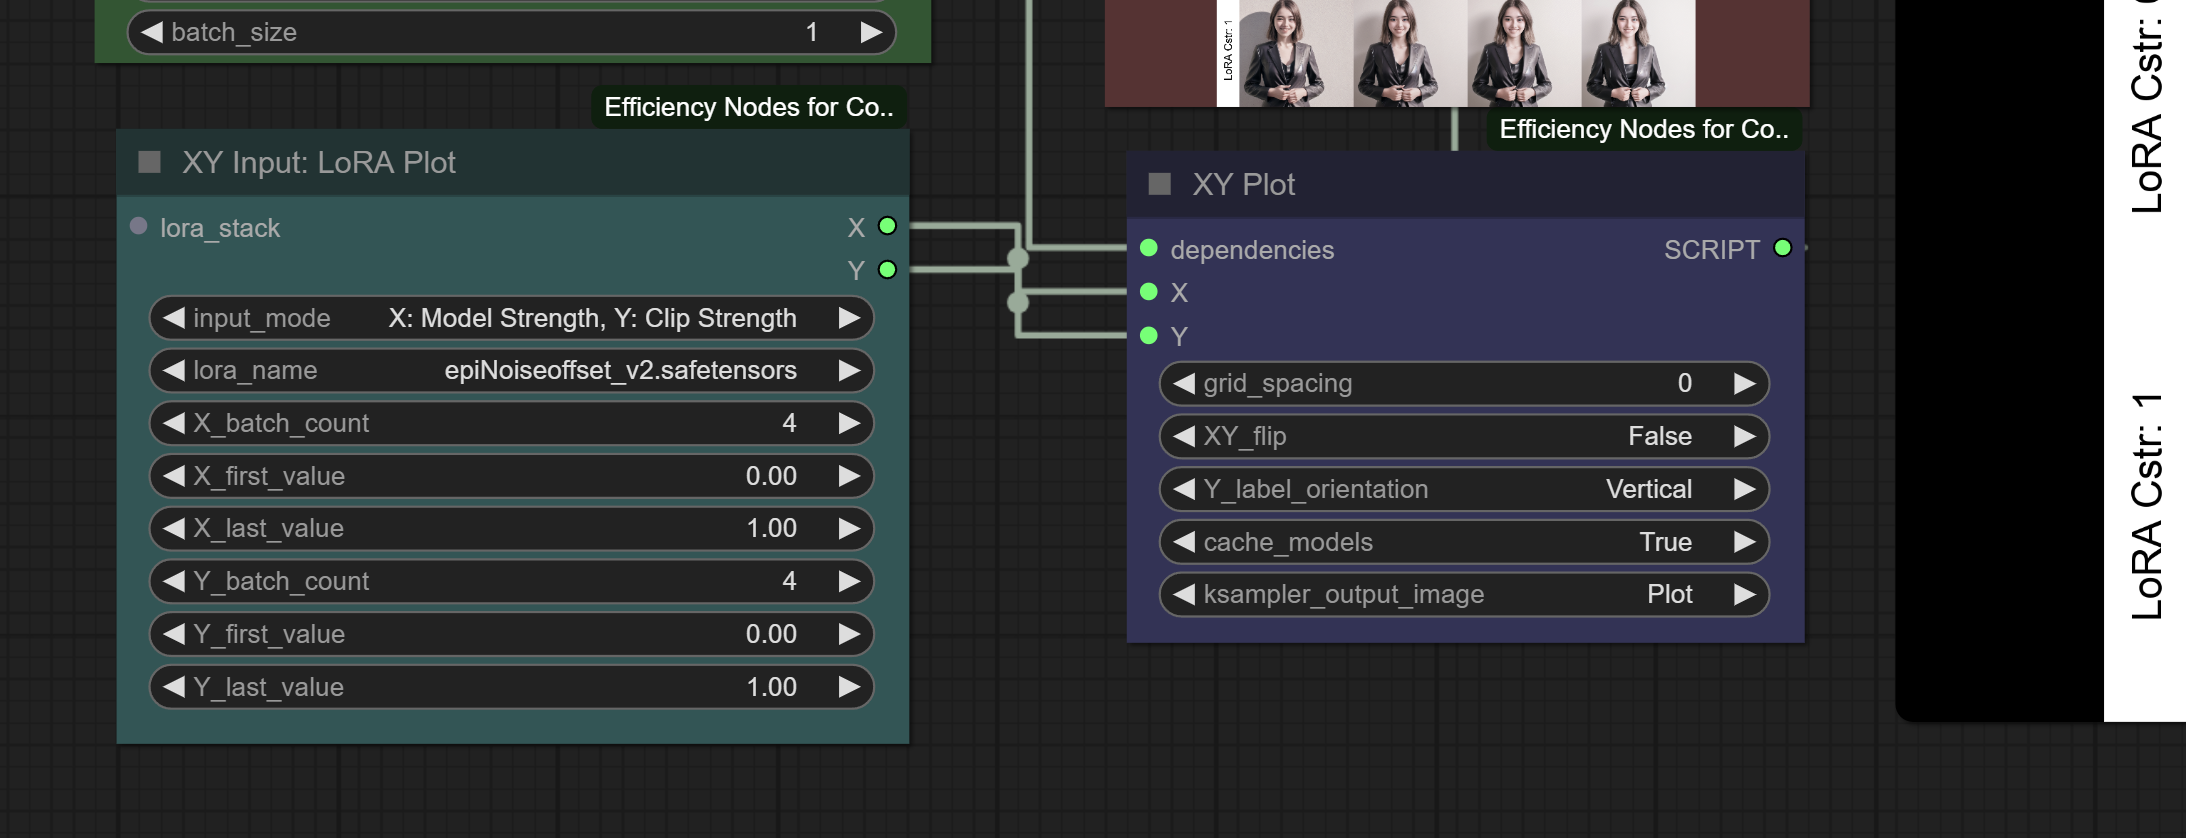 batch_size 1
Efficiency Nodes for Co..
XY Input: LoRA Plot
lora_stack X
Y
input_mode X: Model Strength, Y: Clip Strength
lora_name epiNoiseoffset_v2.safetensors
X_batch_count 4
X_first_value 0.00
X_last_value 1.00
Y_batch_count 4
Y_first_value 0.00
Y_last_value 1.00
LoRA Cstr: 1
Efficiency Nodes for Co..
XY Plot
dependencies SCRIPT
X
Y
grid_spacing 0
XY_flip False
Y_label_orientation Vertical
cache_models True
ksampler_output_image Plot
LoRA Cstr:
LoRA Cstr: 1